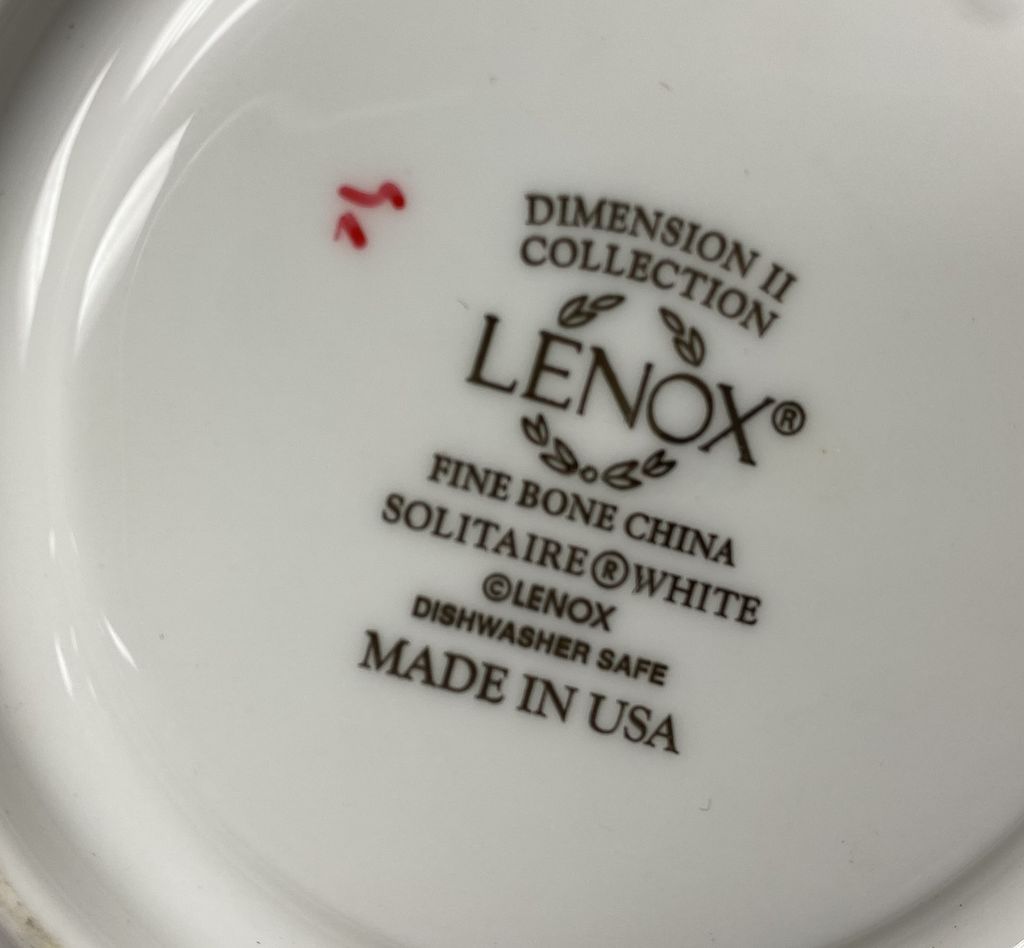 DIMENSION II
COLLECTION
LENOX®
FINE BONE CHINA
SOLITAIRE®WHITE
©LENOX
DISHWASHER SAFE
MADE IN USA